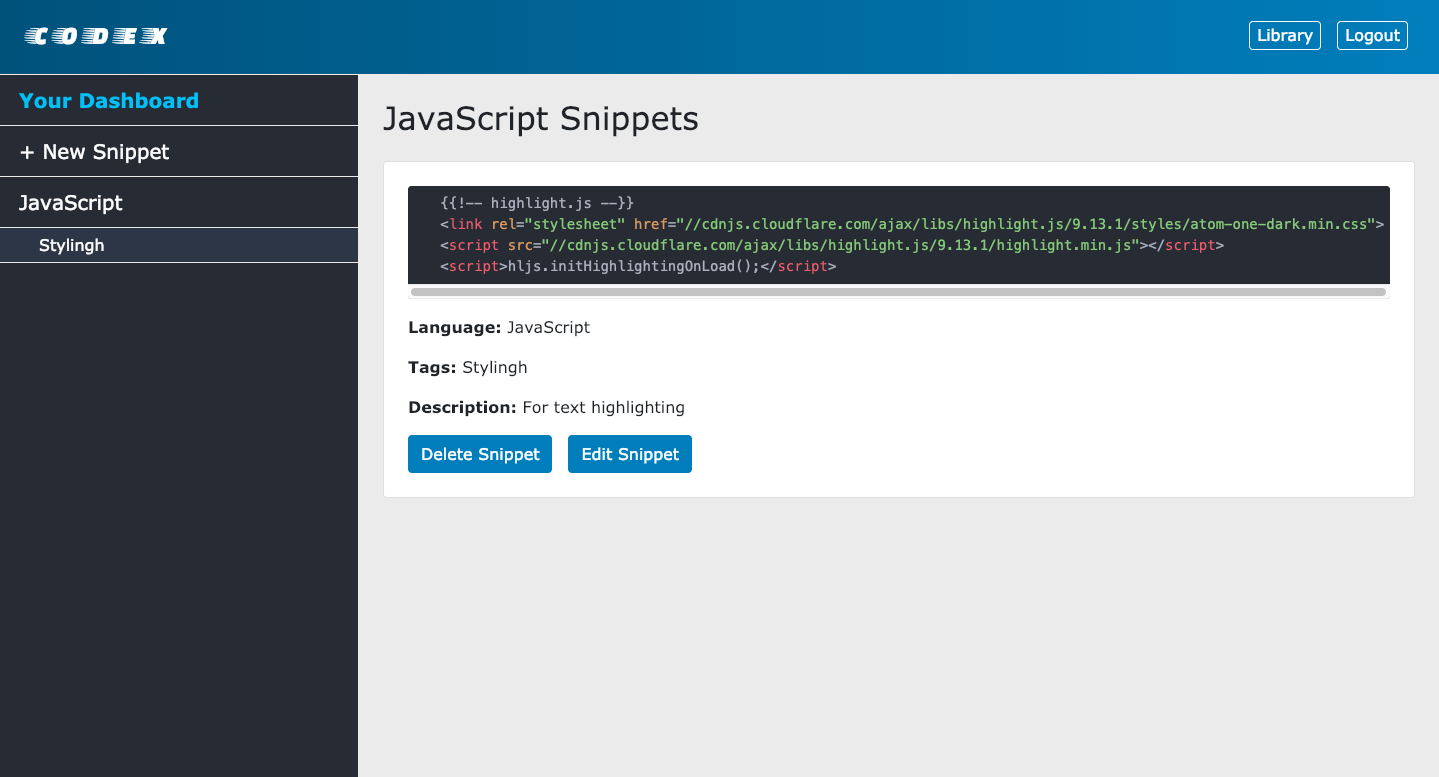 CODEX
Library
Logout
Your Dashboard
+ New Snippet
JavaScript
Stylingh
JavaScript Snippets
{{!-- highlight.js --}}
<link rel="stylesheet" href="//cdnjs.cloudflare.com/ajax/libs/highlight.js/9.13.1/styles/atom-one-dark.min.css">
<script src="//cdnjs.cloudflare.com/ajax/libs/highlight.js/9.13.1/highlight.min.js"></script>
<script>hljs.initHighlightingOnLoad();</script>
Language: JavaScript
Tags: Stylingh
Description: For text highlighting
Delete Snippet
Edit Snippet